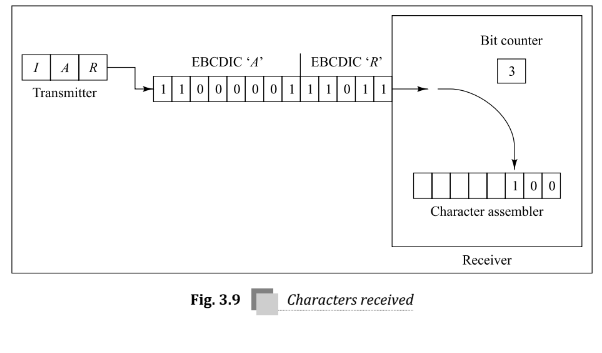 Bit counter
3
EBCDIC ‘A’ EBCDIC ‘R’
I A R
Transmitter
1 1 0 0 0 0 0 1 1 1 0 1 1
1 0 0
Character assembler
Receiver
Fig. 3.9 Characters received